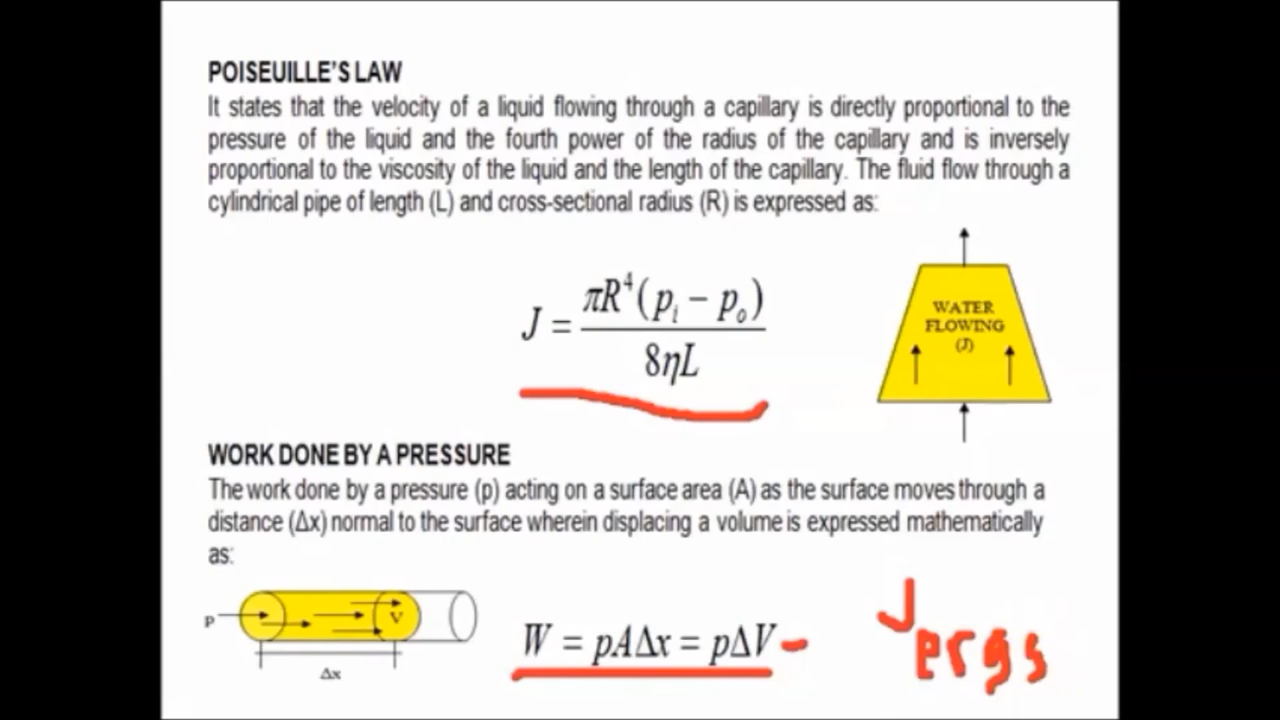 POISEUILLE'S LAW
It states that the velocity of a liquid flowing through a capillary is directly proportional to the
pressure of the liquid and the fourth power of the radius of the capillary and is inversely
proportional to the viscosity of the liquid and the length of the capillary. The fluid flow through a
cylindrical pipe of length (L) and cross-sectional radius (R) is expressed as:
J = πR⁴(pᵢ − pₒ) / 8ηL
WATER
FLOWING
(J)
WORK DONE BY A PRESSURE
The work done by a pressure (p) acting on a surface area (A) as the surface moves through a
distance (Δx) normal to the surface wherein displacing a volume is expressed mathematically
as:
P
V
Δx
W = pAΔx = pΔV
J
ergs